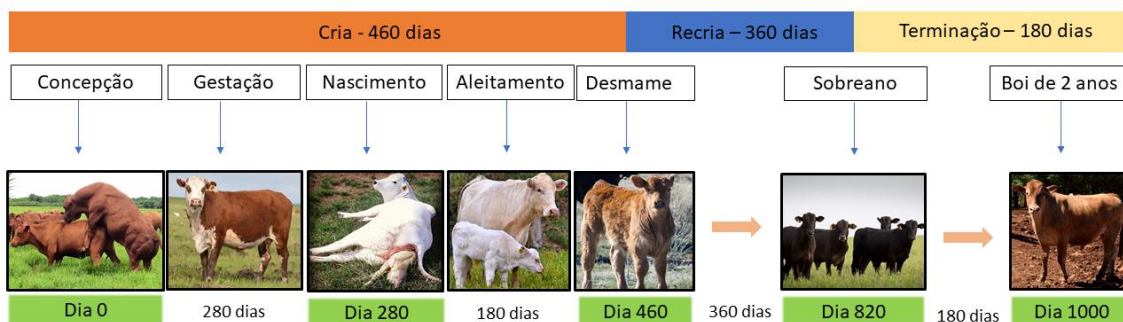 Cria - 460 dias
Recria – 360 dias
Terminação – 180 dias
Concepção
Gestação
Nascimento
Aleitamento
Desmame
Sobreano
Boi de 2 anos
Dia 0
280 dias
Dia 280
180 dias
Dia 460
360 dias
Dia 820
180 dias
Dia 1000